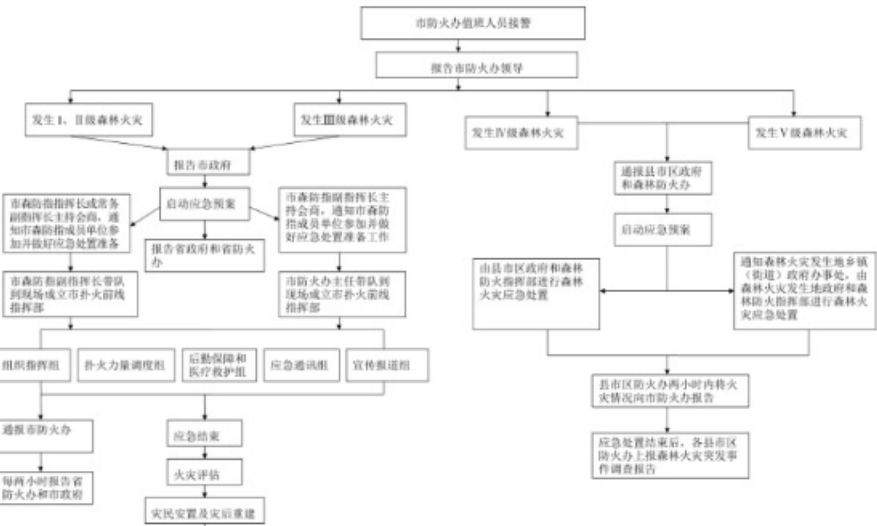 市防火办值班人员接警
报告市防火办领导
发生Ⅰ、Ⅱ级森林火灾
发生Ⅲ级森林火灾
发生Ⅳ级森林火灾
发生Ⅴ级森林火灾
报告市政府
通报县市区政府
和森林防火办
市森防指指挥长或常务
副指挥长主持会商，通
知市森防指成员单位参
加并做好应急处置准备
启动应急预案
市森防指副指挥长主
持会商，通知市森防
指成员单位参加并做
好应急处置准备工作
启动应急预案
报告省政府和省防火
办
市森防指副指挥长带队
到现场成立市扑火前线
指挥部
市防火办主任带队到
现场成立市扑火前线
指挥部
由县市区政府和森林
防火指挥部进行森林
火灾应急处置
通知森林火灾发生地乡镇
（街道）政府办事处，由
森林火灾发生地政府和森
林防火指挥部进行森林火
灾应急处置
组织指挥组
扑火力量调度组
后勤保障和
医疗救护组
应急通讯组
宣传报道组
县市区防火办两小时内将火
灾情况向市防火办报告
通报市防火办
应急结束
应急处置结束后，各县市区
防火办上报森林火灾突发事
件调查报告
每两小时报告省
防火办和市政府
火灾评估
灾民安置及灾后重建